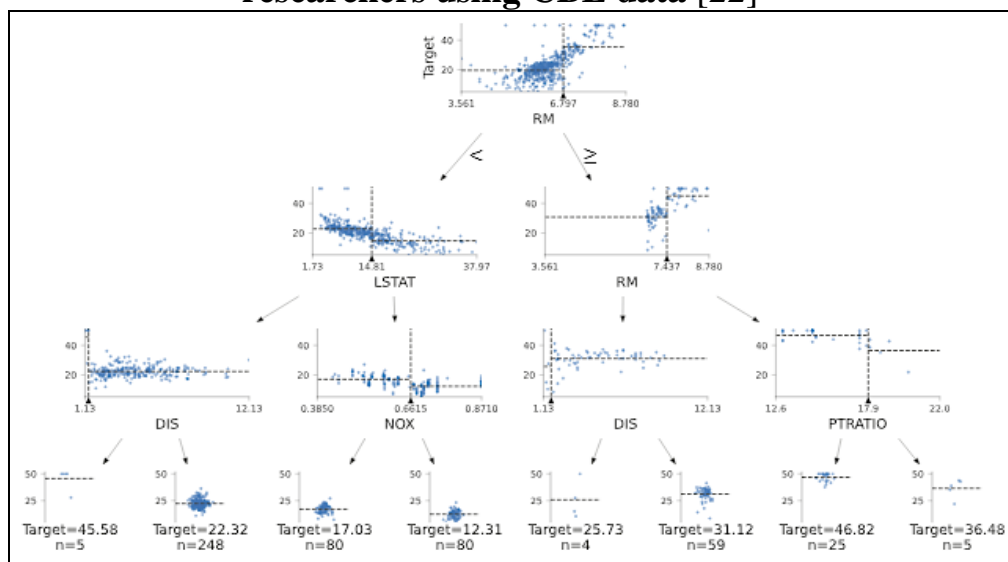 researchers using CDE data [22]
Target
40
20
3.561 6.797 8.780
RM
< ≥
40
20
1.73 14.81 37.97
LSTAT
40
20
3.561 7.437 8.780
RM
40
20
1.13 12.13
DIS
40
20
0.3850 0.6615 0.8710
NOX
40
20
1.13 12.13
DIS
40
20
12.6 17.9 22.0
PTRATIO
50
25
Target=45.58
n=5
50
25
Target=22.32
n=248
50
25
Target=17.03
n=80
50
25
Target=12.31
n=80
50
25
Target=25.73
n=4
50
25
Target=31.12
n=59
50
25
Target=46.82
n=25
50
25
Target=36.48
n=5